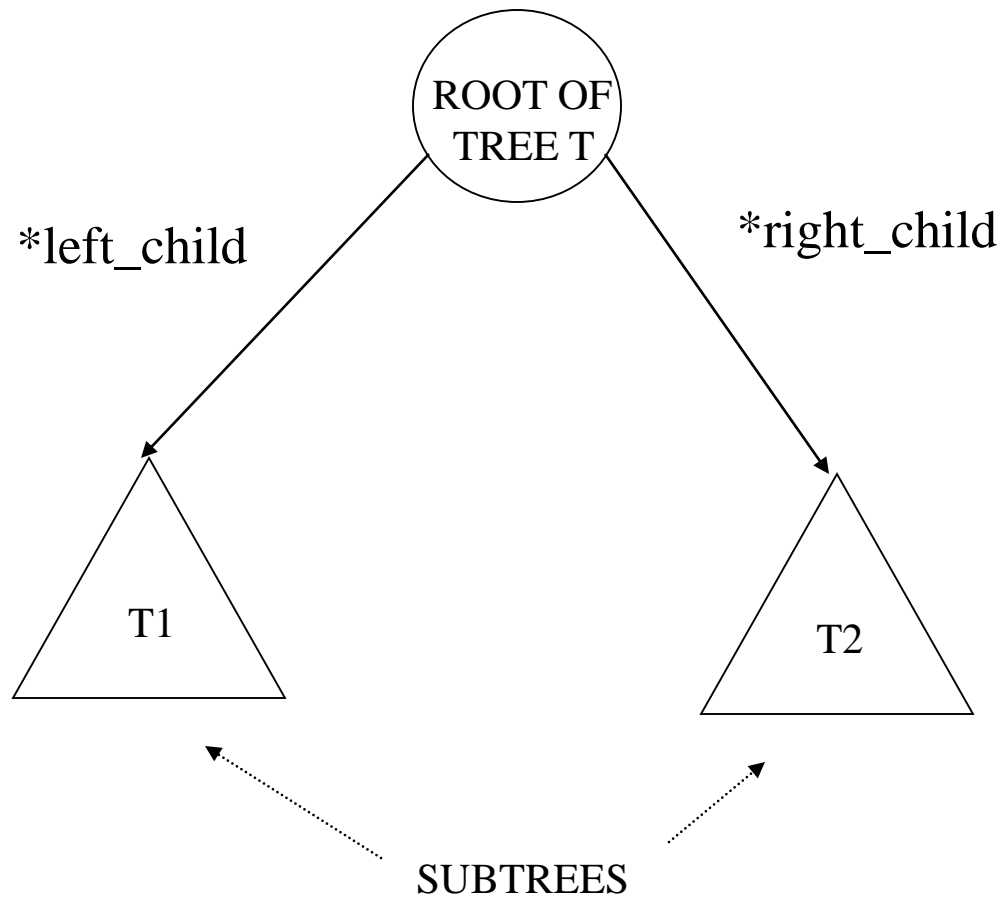 ROOT OF
TREE T
*left_child
*right_child
T1
T2
SUBTREES